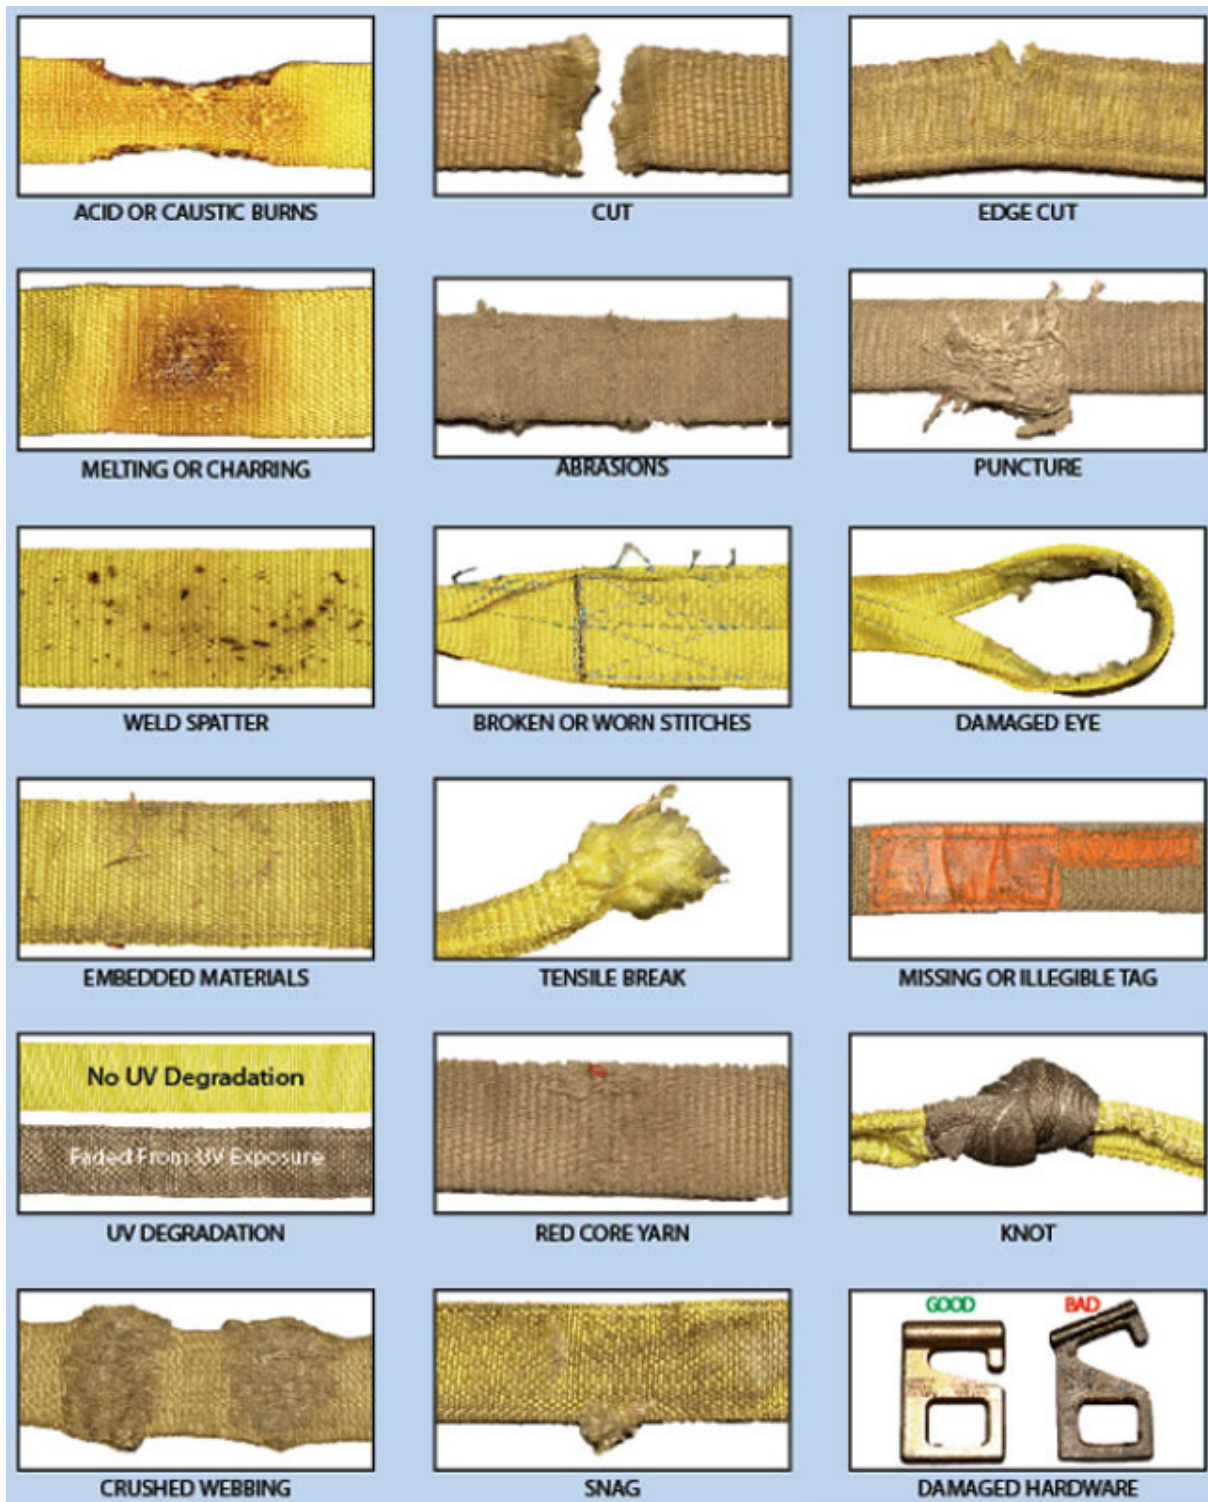 ACID OR CAUSTIC BURNS
CUT
EDGE CUT
MELTING OR CHARRING
ABRASIONS
PUNCTURE
WELD SPATTER
BROKEN OR WORN STITCHES
DAMAGED EYE
EMBEDDED MATERIALS
TENSILE BREAK
MISSING OR ILLEGIBLE TAG
No UV Degradation
Faded From UV Exposure
UV DEGRADATION
RED CORE YARN
KNOT
GOOD
BAD
CRUSHED WEBBING
SNAG
DAMAGED HARDWARE